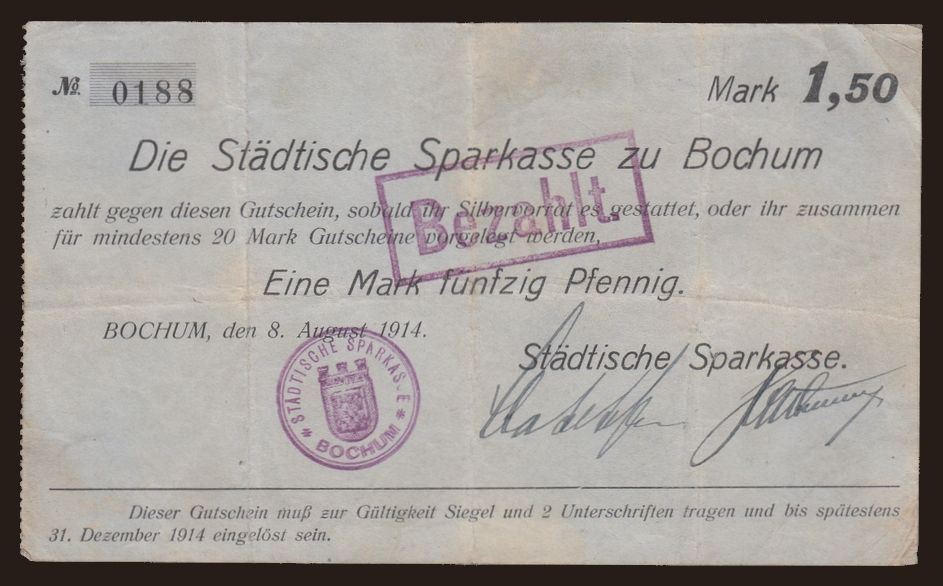 № 0188
Mark 1,50
Die Städtische Sparkasse zu Bochum
zahlt gegen diesen Gutschein, sobald ihr Silbervorrat es gestattet, oder ihr zusammen
für mindestens 20 Mark Gutscheine vorgelegt werden,
Bezahlt.
Eine Mark fünfzig Pfennig.
BOCHUM, den 8. August 1914.
Städtische Sparkasse.
STÄDTISCHE SPARKASSE
BOCHUM
Dieser Gutschein muß zur Gültigkeit Siegel und 2 Unterschriften tragen und bis spätestens
31. Dezember 1914 eingelöst sein.